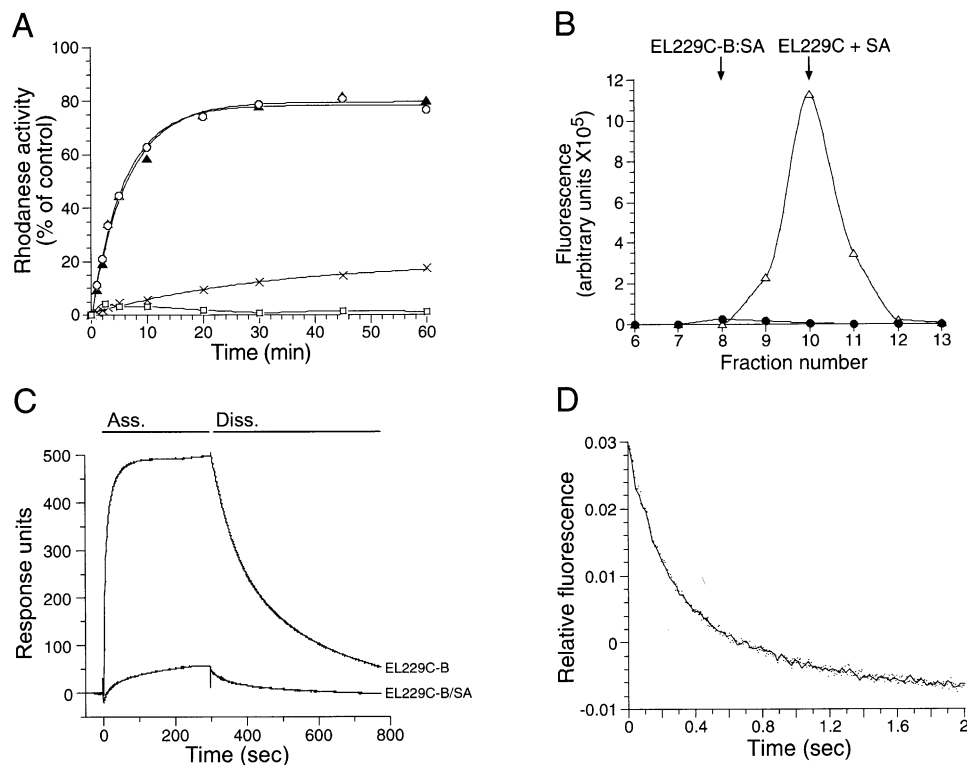 A
Rhodanese activity
(% of control)
100
80
60
40
20
0
0 10 20 30 40 50 60
Time (min)
B
EL229C-B:SA EL229C + SA
Fluorescence
(arbitrary units X10⁵)
12
10
8
6
4
2
0
6 7 8 9 10 11 12 13
Fraction number
C
Ass. Diss.
Response units
500
400
300
200
100
0
EL229C-B
EL229C-B/SA
0 200 400 600 800
Time (sec)
D
Relative fluorescence
0.03
0.02
0.01
0
-0.01
0 0.4 0.8 1.2 1.6 2
Time (sec)